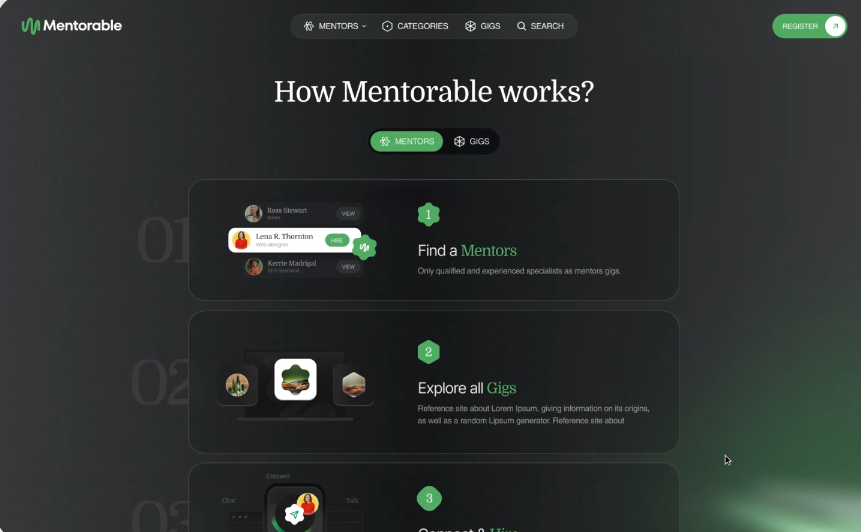 Mentorable
MENTORS
CATEGORIES
GIGS
SEARCH
REGISTER
How Mentorable works?
MENTORS
GIGS
01
Ross Stewart
Writer
VIEW
Lena R. Thornton
Web designer
HIRE
Kerrie Madrigal
SEO Specialist
VIEW
1
Find a Mentors
Only qualified and experienced specialists as mentors gigs.
02
2
Explore all Gigs
Reference site about Lorem Ipsum, giving information on its origins,
as well as a random Lipsum generator. Reference site about
03
Connect
Chat
Talk
3
Connect & Hire